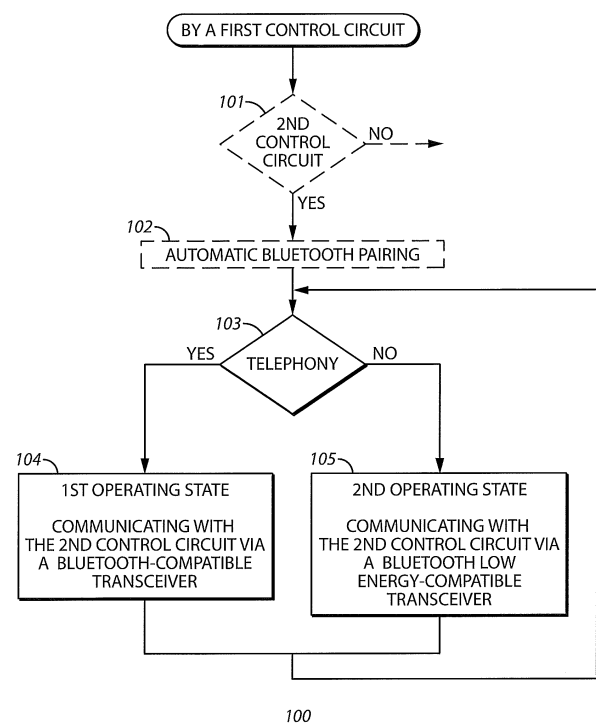 BY A FIRST CONTROL CIRCUIT
101
2ND
CONTROL
CIRCUIT
NO
YES
102
AUTOMATIC BLUETOOTH PAIRING
103
YES
TELEPHONY
NO
104
1ST OPERATING STATE
COMMUNICATING WITH
THE 2ND CONTROL CIRCUIT VIA
A BLUETOOTH-COMPATIBLE
TRANSCEIVER
105
2ND OPERATING STATE
COMMUNICATING WITH
THE 2ND CONTROL CIRCUIT VIA
A BLUETOOTH LOW
ENERGY-COMPATIBLE
TRANSCEIVER
100